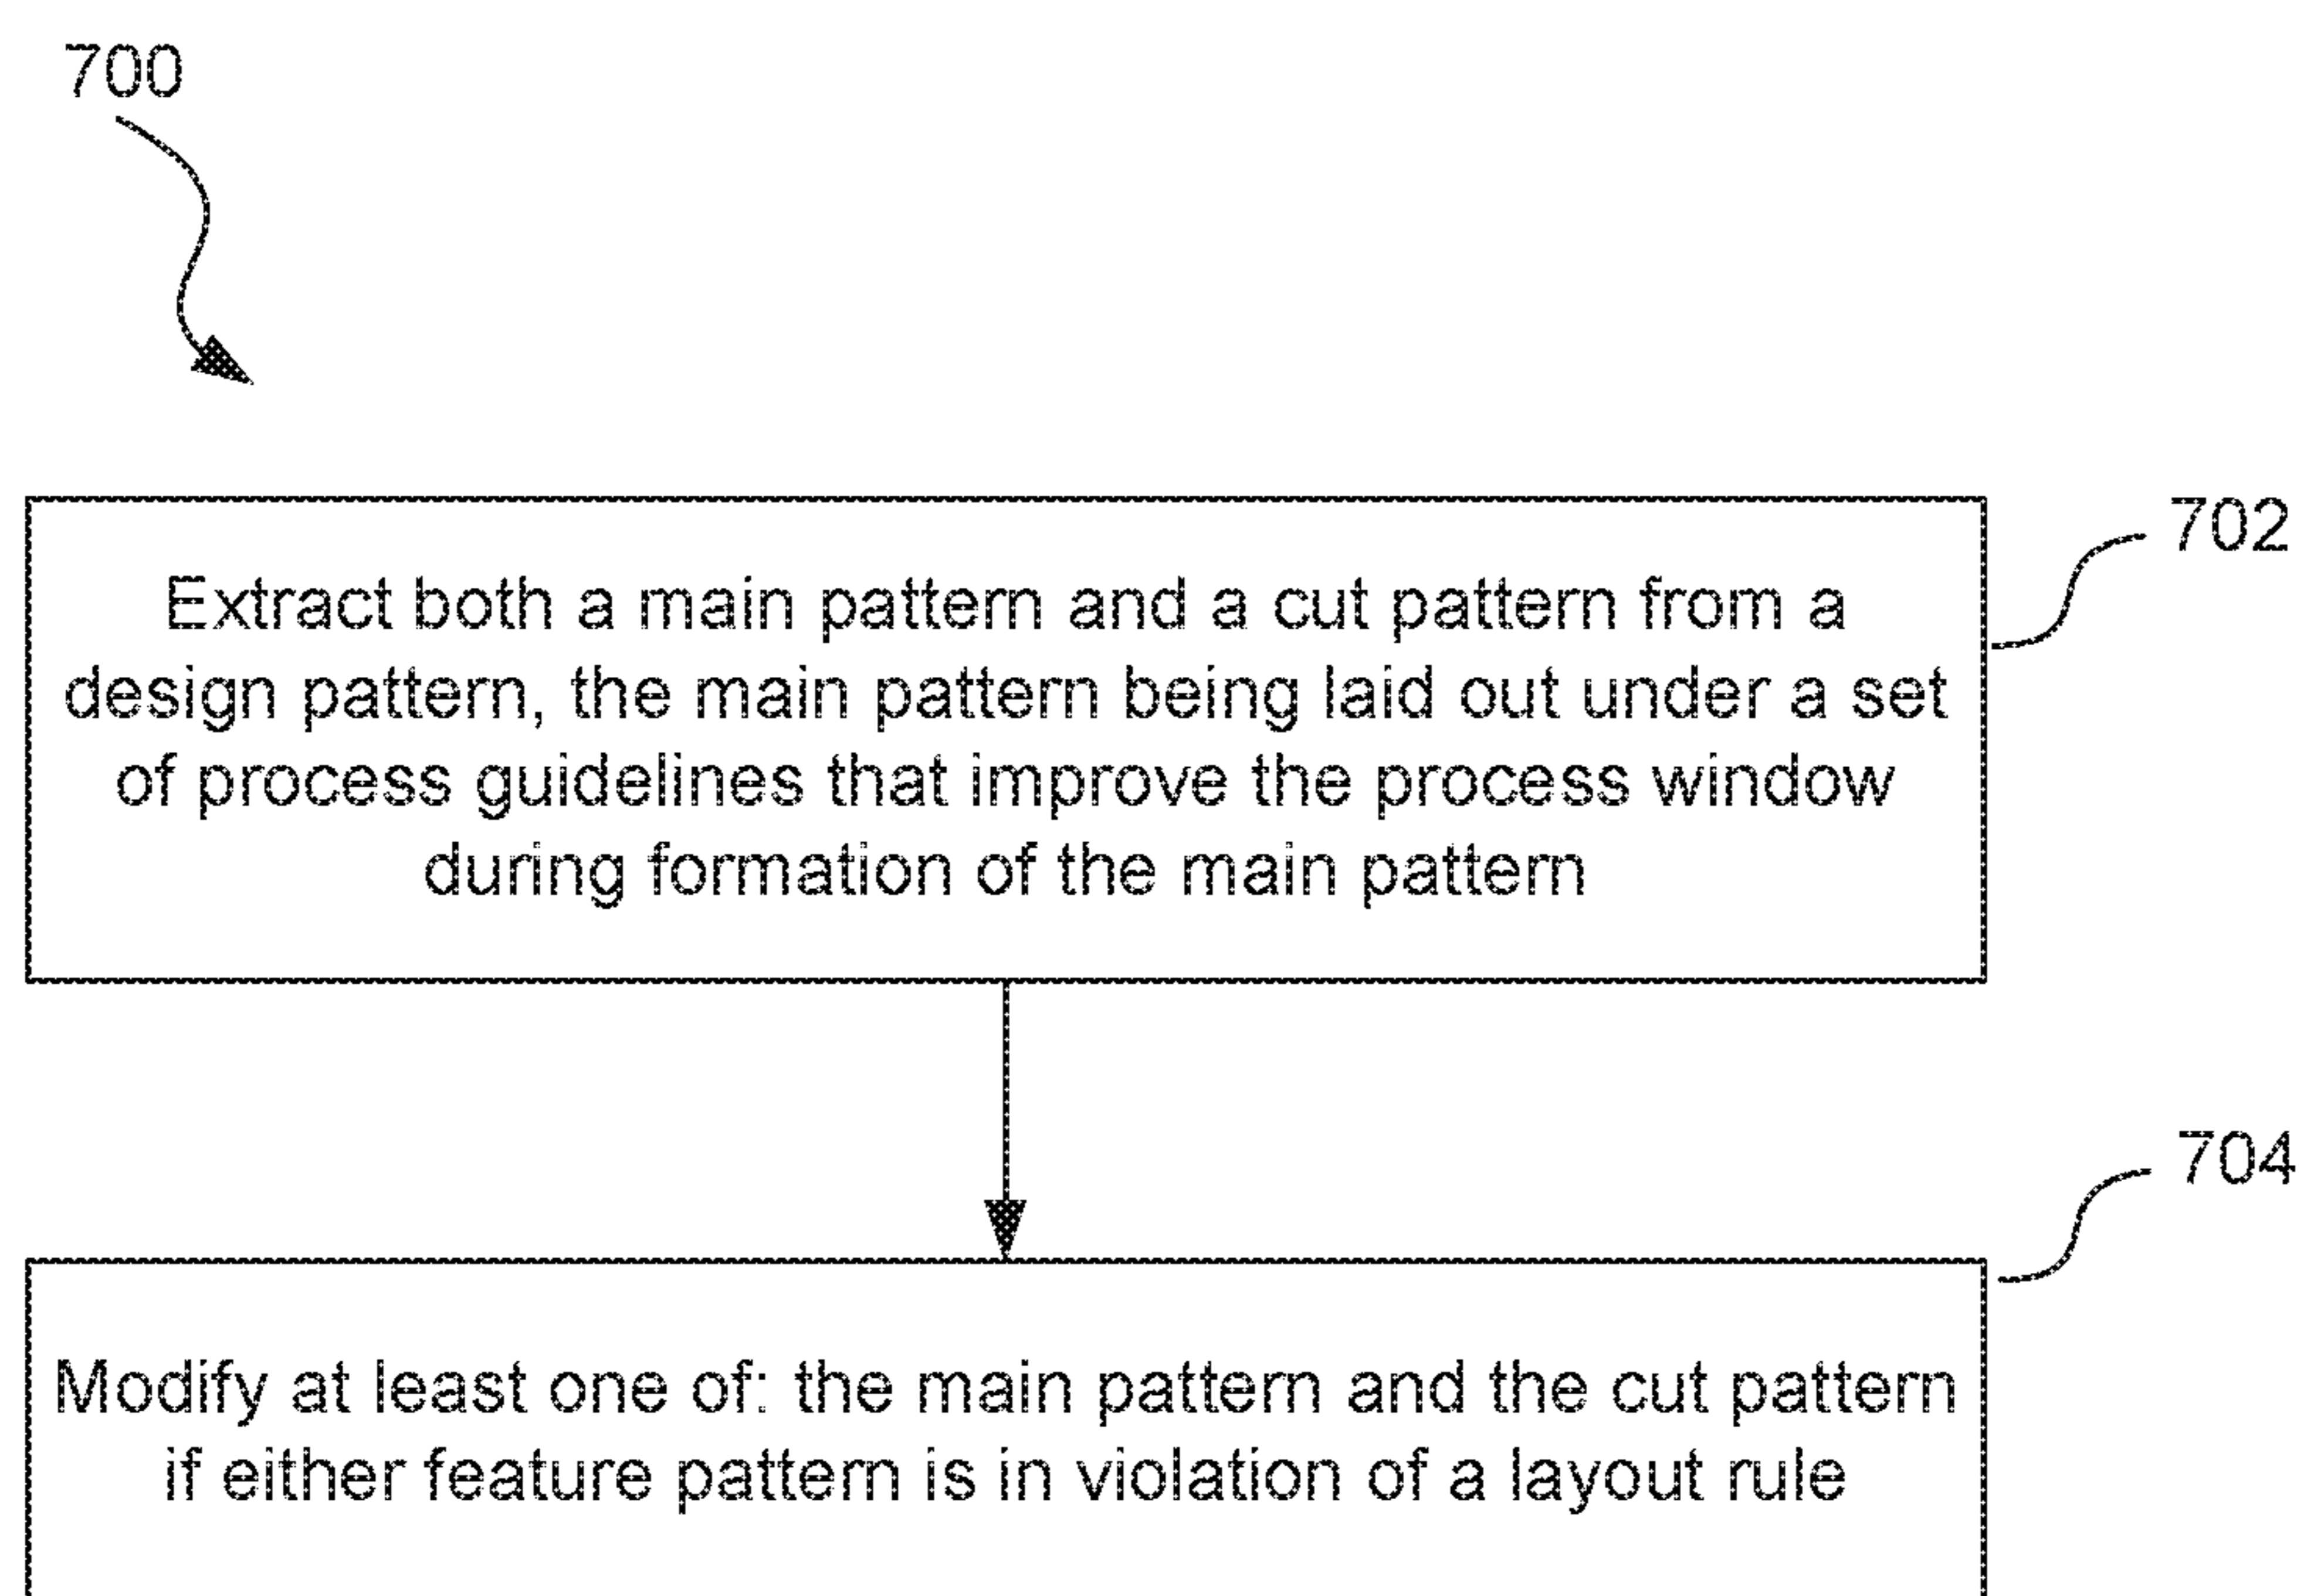 700
702
Extract both a main pattern and a cut pattern from a
design pattern, the main pattern being laid out under a set
of process guidelines that improve the process window
during formation of the main pattern
704
Modify at least one of: the main pattern and the cut pattern
if either feature pattern is in violation of a layout rule